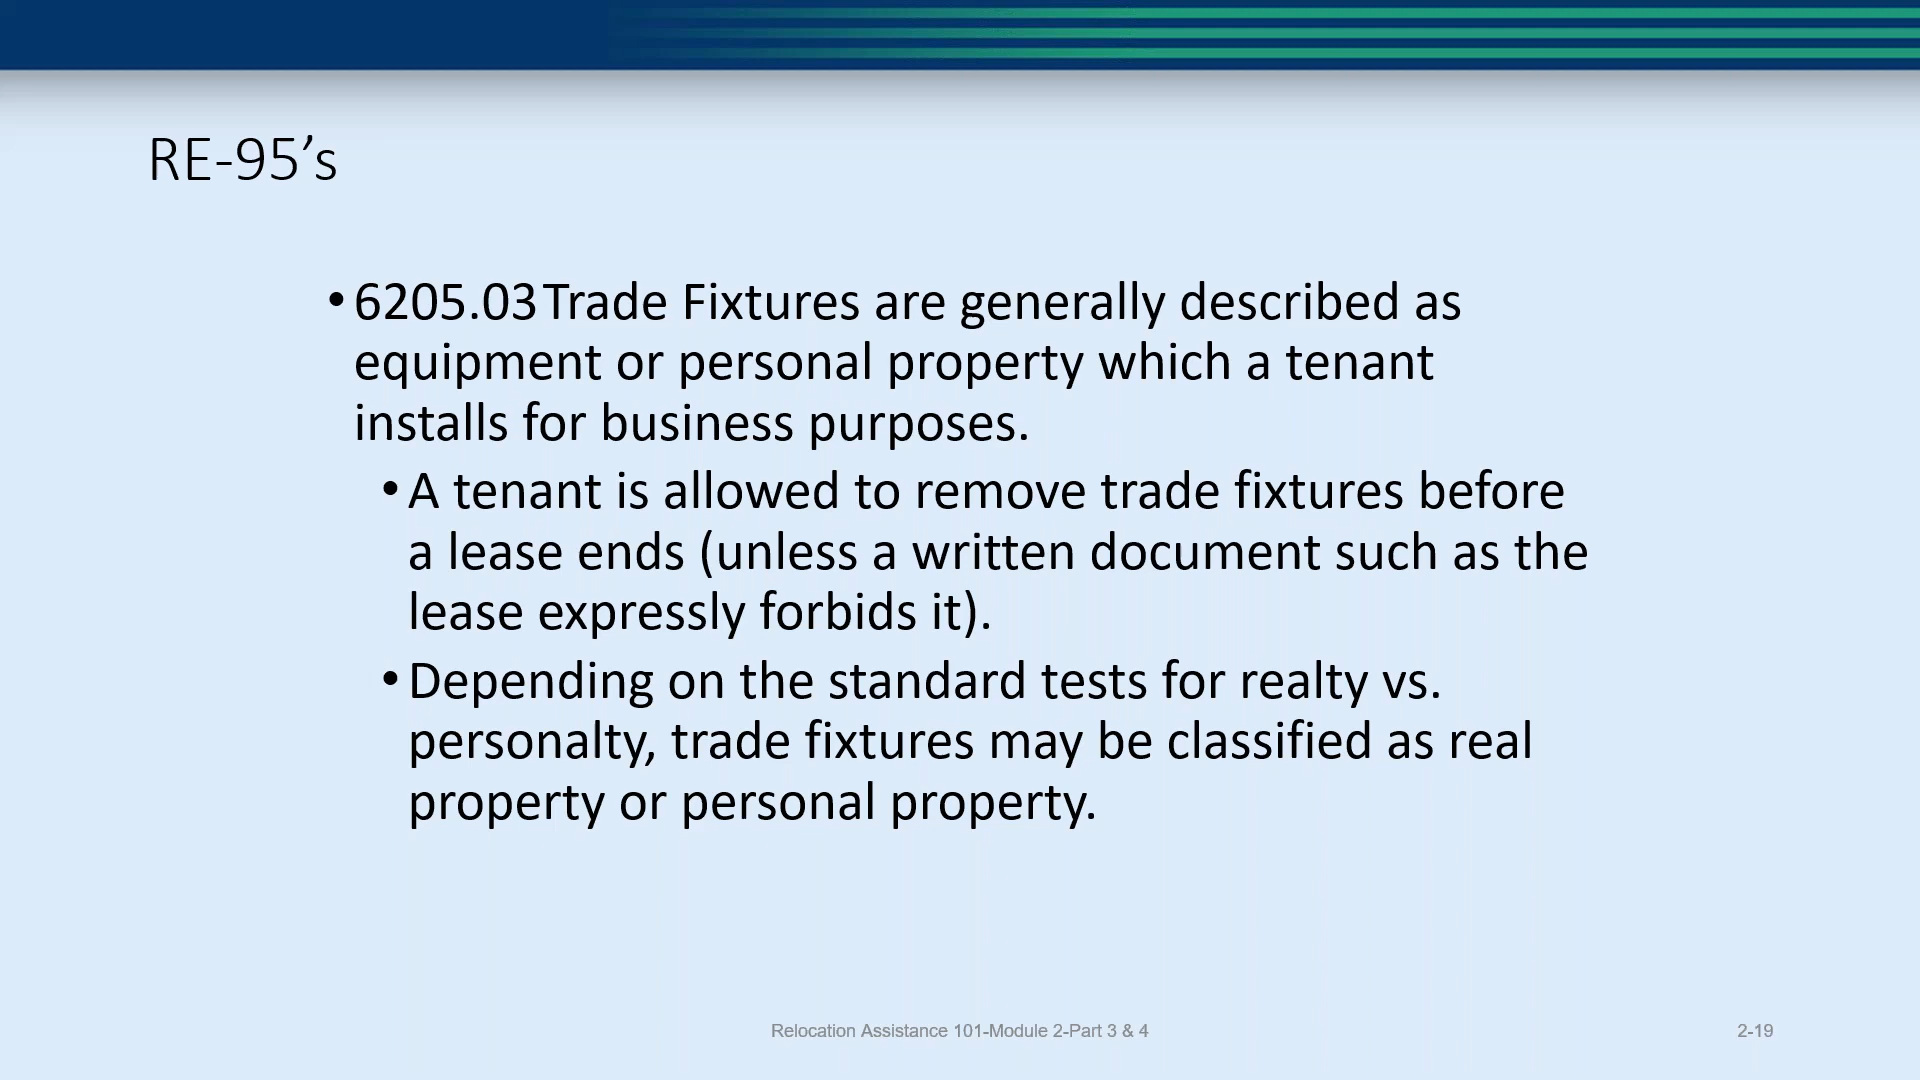 RE-95’s
•6205.03 Trade Fixtures are generally described as
equipment or personal property which a tenant
installs for business purposes.
•A tenant is allowed to remove trade fixtures before
a lease ends (unless a written document such as the
lease expressly forbids it).
•Depending on the standard tests for realty vs.
personalty, trade fixtures may be classified as real
property or personal property.
Relocation Assistance 101-Module 2-Part 3 & 4
2-19